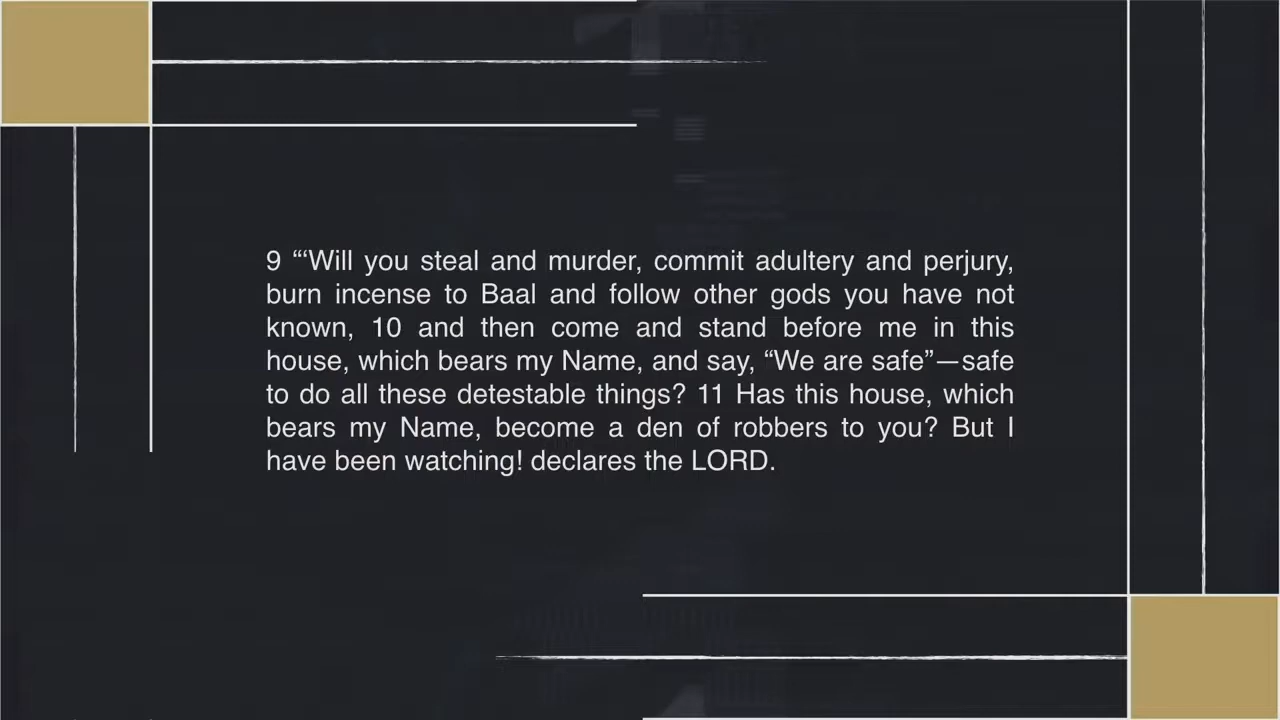 9 “‘Will you steal and murder, commit adultery and perjury,
burn incense to Baal and follow other gods you have not
known, 10 and then come and stand before me in this
house, which bears my Name, and say, “We are safe”—safe
to do all these detestable things? 11 Has this house, which
bears my Name, become a den of robbers to you? But I
have been watching! declares the LORD.